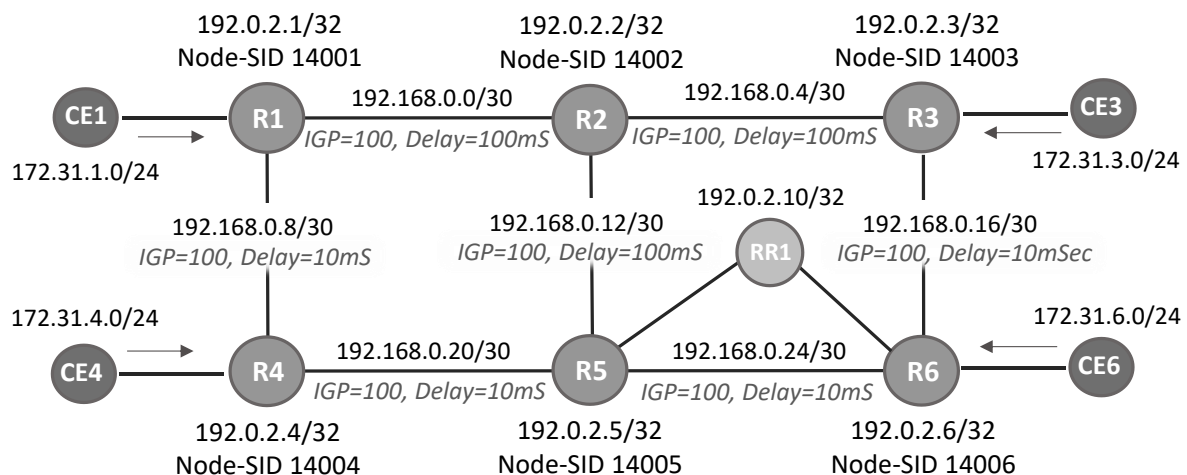 192.0.2.1/32
Node-SID 14001
192.0.2.2/32
Node-SID 14002
192.0.2.3/32
Node-SID 14003
CE1
R1
192.168.0.0/30
IGP=100, Delay=100mS
R2
192.168.0.4/30
IGP=100, Delay=100mS
R3
CE3
172.31.1.0/24
172.31.3.0/24
192.168.0.8/30
IGP=100, Delay=10mS
192.168.0.12/30
IGP=100, Delay=100mS
192.0.2.10/32
RR1
192.168.0.16/30
IGP=100, Delay=10mSec
172.31.4.0/24
172.31.6.0/24
CE4
R4
192.168.0.20/30
IGP=100, Delay=10mS
R5
192.168.0.24/30
IGP=100, Delay=10mS
R6
CE6
192.0.2.4/32
Node-SID 14004
192.0.2.5/32
Node-SID 14005
192.0.2.6/32
Node-SID 14006